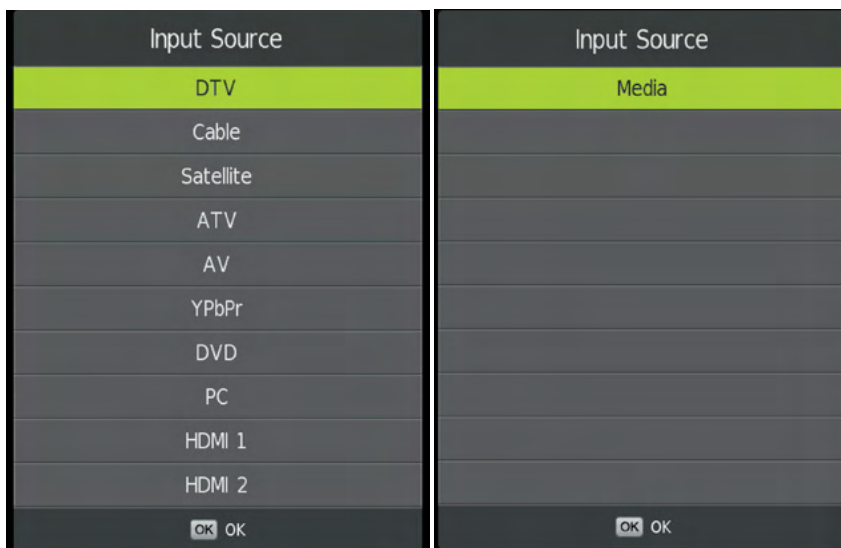 Input Source
DTV
Cable
Satellite
ATV
AV
YPbPr
DVD
PC
HDMI 1
HDMI 2
OK OK
Input Source
Media
OK OK